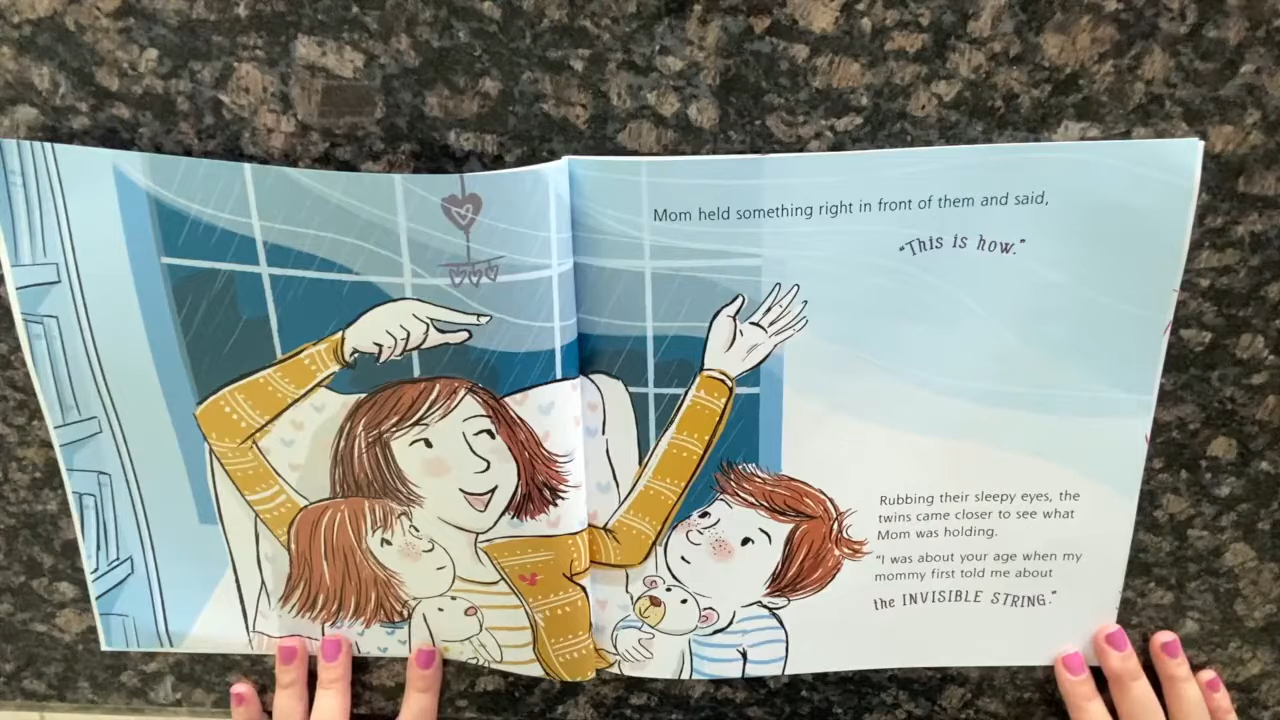 Mom held something right in front of them and said,
“This is how.”
Rubbing their sleepy eyes, the
twins came closer to see what
Mom was holding.
“I was about your age when my
mommy first told me about
the INVISIBLE STRING.”